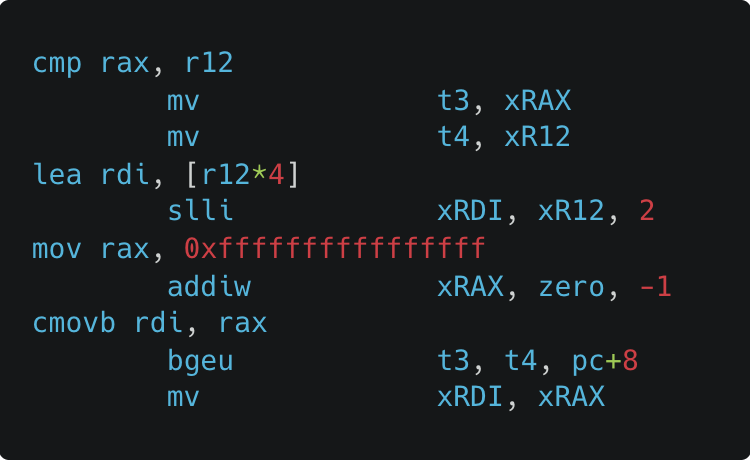 cmp rax, r12
        mv              t3, xRAX
        mv              t4, xR12
lea rdi, [r12*4]
        slli            xRDI, xR12, 2
mov rax, 0xffffffffffffffff
        addiw           xRAX, zero, -1
cmovb rdi, rax
        bgeu            t3, t4, pc+8
        mv              xRDI, xRAX